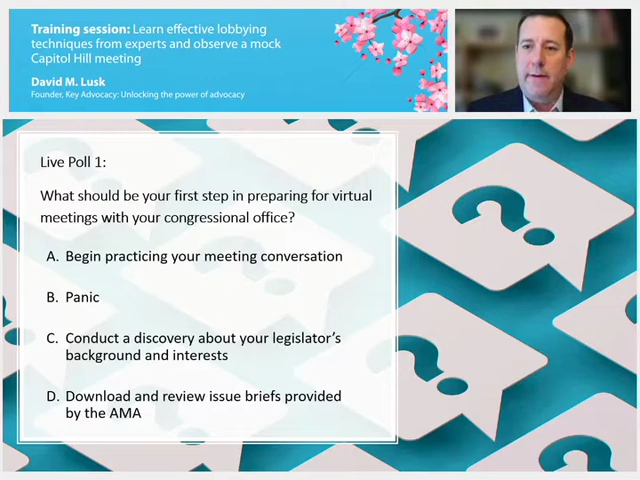 Training session: Learn effective lobbying
techniques from experts and observe a mock
Capitol Hill meeting
David M. Lusk
Founder, Key Advocacy: Unlocking the power of advocacy
Live Poll 1:
What should be your first step in preparing for virtual
meetings with your congressional office?
A. Begin practicing your meeting conversation
B. Panic
C. Conduct a discovery about your legislator's
background and interests
D. Download and review issue briefs provided
by the AMA